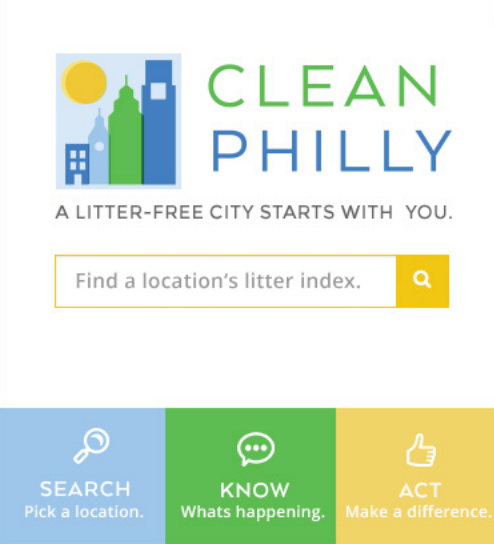 CLEAN
PHILLY
A LITTER-FREE CITY STARTS WITH YOU.
Find a location's litter index.
SEARCH
Pick a location.
KNOW
Whats happening.
ACT
Make a difference.